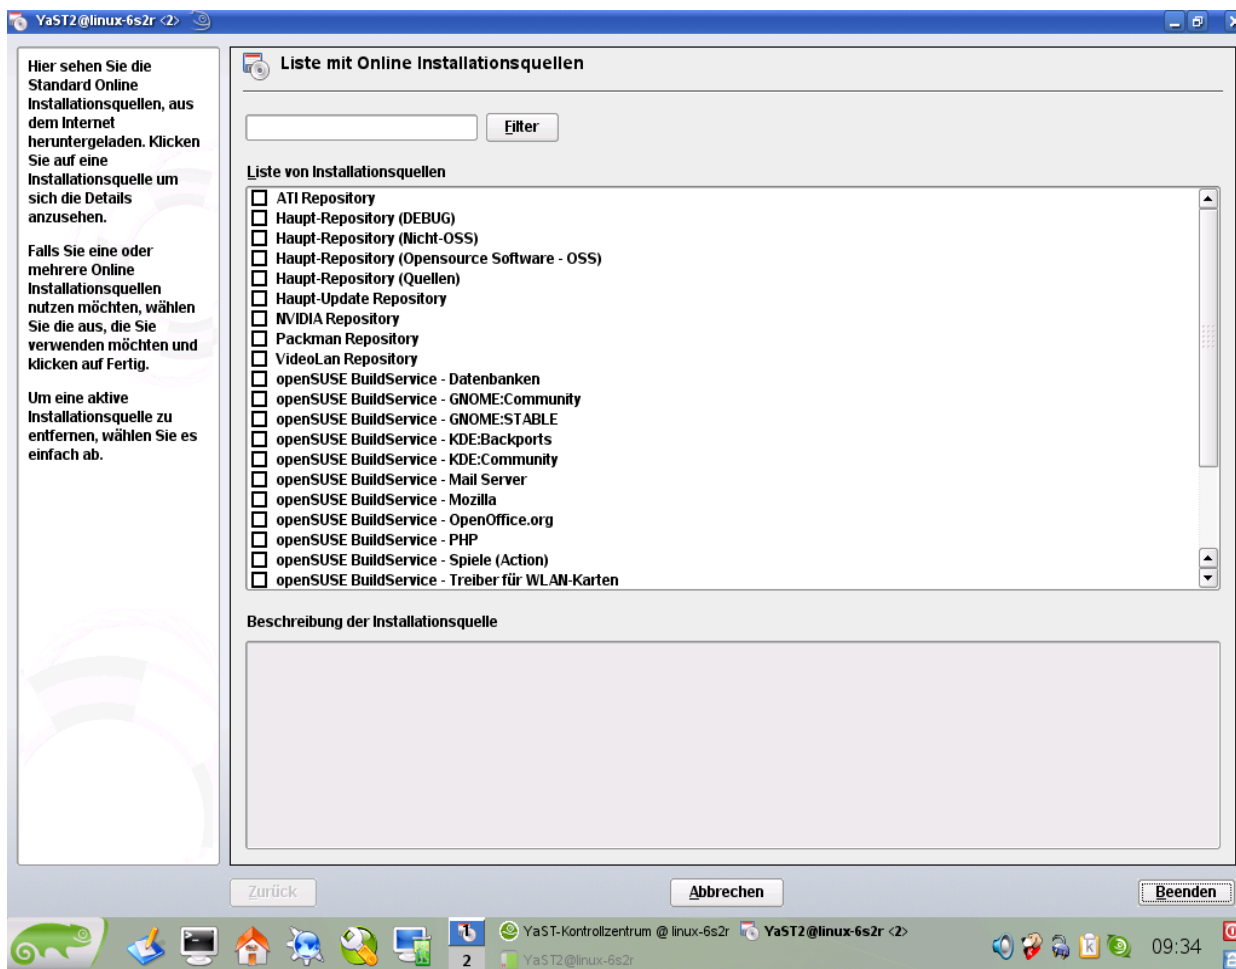 YaST2@linux-6s2r <2>
Hier sehen Sie die
Standard Online
Installationsquellen, aus
dem Internet
heruntergeladen. Klicken
Sie auf eine
Installationsquelle um
sich die Details
anzusehen.
Falls Sie eine oder
mehrere Online
Installationsquellen
nutzen möchten, wählen
Sie die aus, die Sie
verwenden möchten und
klicken auf Fertig.
Um eine aktive
Installationsquelle zu
entfernen, wählen Sie es
einfach ab.
Liste mit Online Installationsquellen
Filter
Liste von Installationsquellen
ATI Repository
Haupt-Repository (DEBUG)
Haupt-Repository (Nicht-OSS)
Haupt-Repository (Opensource Software - OSS)
Haupt-Repository (Quellen)
Haupt-Update Repository
NVIDIA Repository
Packman Repository
VideoLan Repository
openSUSE BuildService - Datenbanken
openSUSE BuildService - GNOME:Community
openSUSE BuildService - GNOME:STABLE
openSUSE BuildService - KDE:Backports
openSUSE BuildService - KDE:Community
openSUSE BuildService - Mail Server
openSUSE BuildService - Mozilla
openSUSE BuildService - OpenOffice.org
openSUSE BuildService - PHP
openSUSE BuildService - Spiele (Action)
openSUSE BuildService - Treiber für WLAN-Karten
Beschreibung der Installationsquelle
Zurück
Abbrechen
Beenden
1
2
YaST-Kontrollzentrum @ linux-6s2r
YaST2@linux-6s2r <2>
YaST2@linux-6s2r
09:34